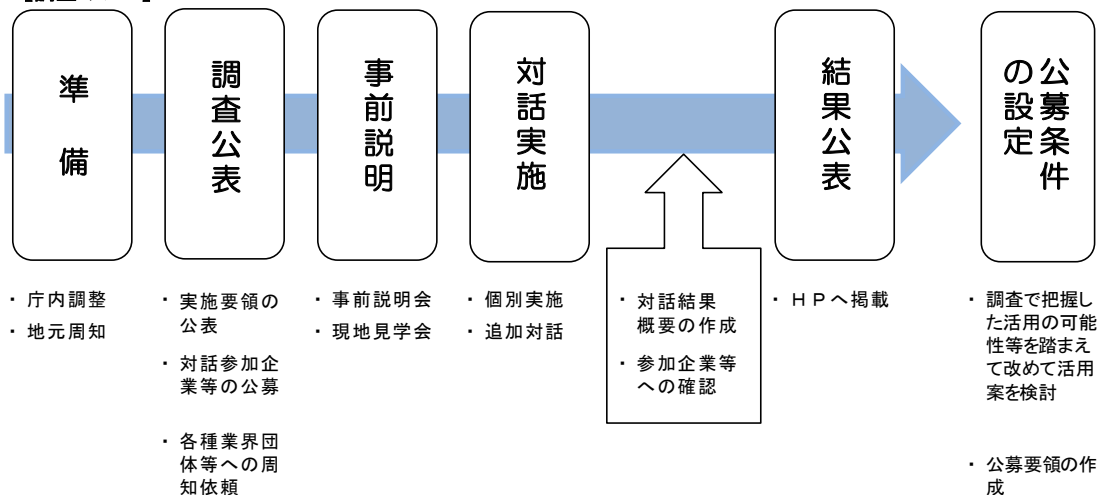 準備
調査公表
事前説明
対話実施
結果公表
公募条件
の設定
・ 庁内調整
・ 地元周知
・ 実施要領の
公表
・ 対話参加企
業等の公募
・ 各種業界団
体等への周
知依頼
・ 事前説明会
・ 現地見学会
・ 個別実施
・ 追加対話
・ 対話結果
概要の作成
・ 参加企業等
への確認
・ ＨＰへ掲載
・ 調査で把握し
た活用の可能
性等を踏まえ
て改めて活用
案を検討
・ 公募要領の作
成